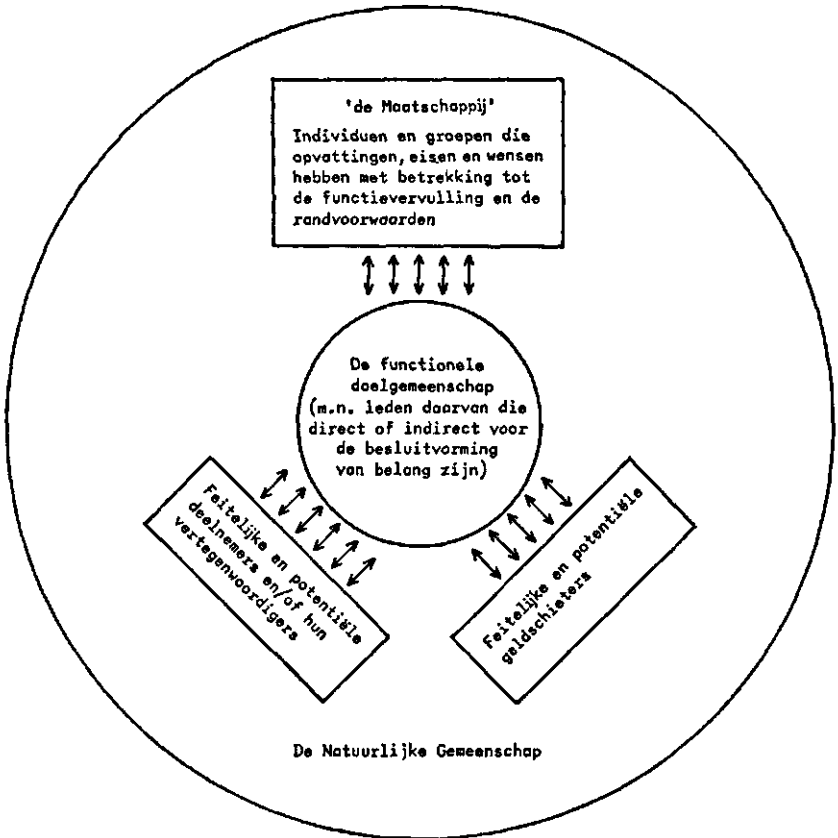 'de Maatschappij'
Individuen en groepen die
opvattingen, eisen en wensen
hebben met betrekking tot
de functievervulling en de
randvoorwaarden
De functionele
doelgemeenschap
(m.n. leden daarvan die
direct of indirect voor
de besluitvorming
van belang zijn)
Feitelijke en potentiële
deelnemers en/of hun
vertegenwoordigers
Feitelijke en potentiële
geldschieters
De Natuurlijke Gemeenschap